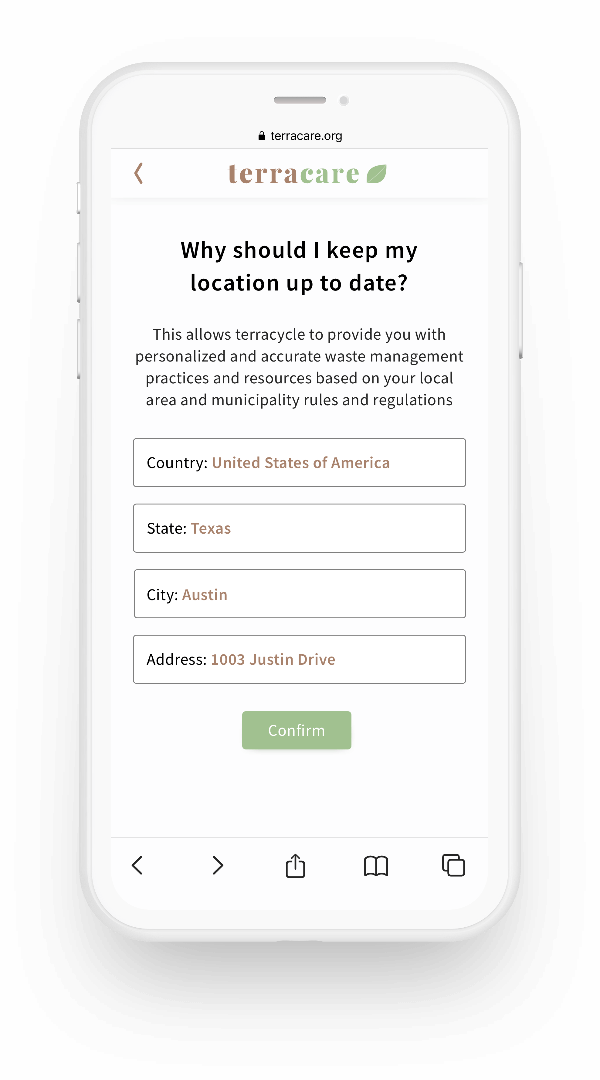 terracare.org
terracare
Why should I keep my
location up to date?
This allows terracycle to provide you with
personalized and accurate waste management
practices and resources based on your local
area and municipality rules and regulations
Country: United States of America
State: Texas
City: Austin
Address: 1003 Justin Drive
Confirm